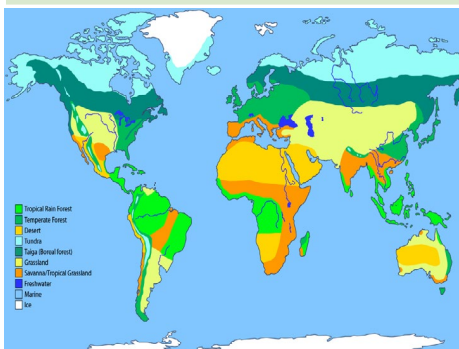 Tropical Rain Forest
Temperate Forest
Desert
Tundra
Taiga (Boreal forest)
Grassland
Savanna/Tropical Grassland
Freshwater
Marine
Ice